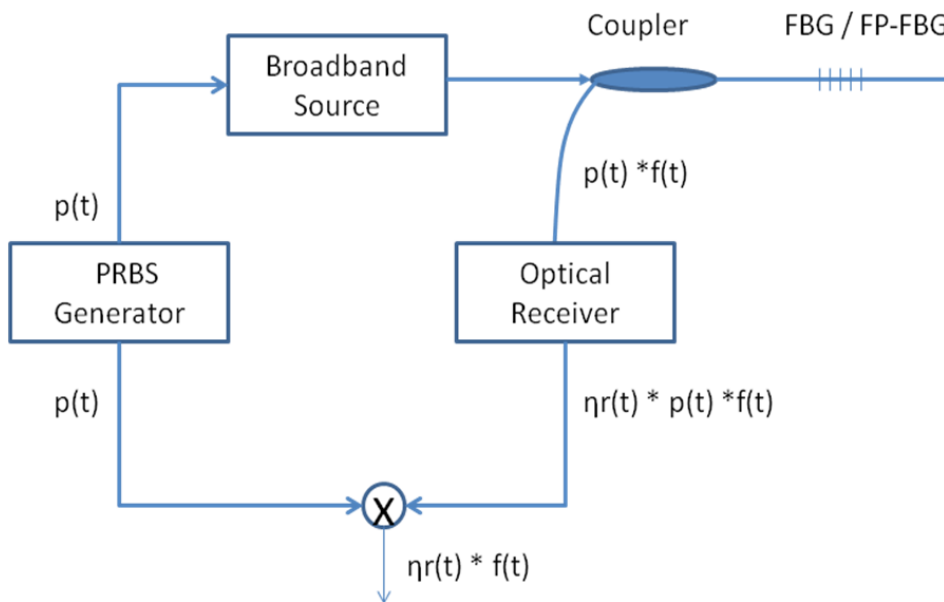 Coupler
FBG / FP-FBG
Broadband
Source
p(t) *f(t)
p(t)
PRBS
Generator
Optical
Receiver
p(t)
ηr(t) * p(t) *f(t)
X
ηr(t) * f(t)